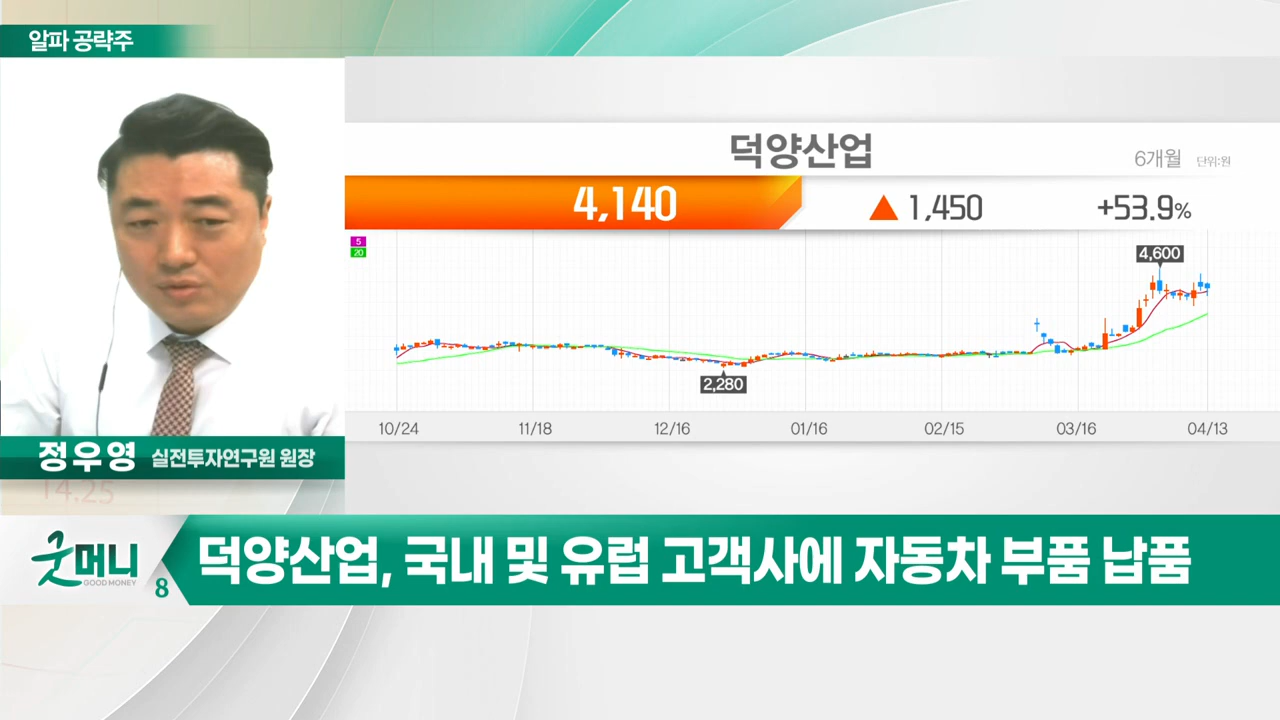 알파 공략주
덕양산업
6개월 단위:원
4,140 ▲ 1,450 +53.9%
5
20
4,600
2,280
10/24 11/18 12/16 01/16 02/15 03/16 04/13
정우영 실전투자연구원 원장
14.25
굿머니
GOOD MONEY
8
덕양산업, 국내 및 유럽 고객사에 자동차 부품 납품